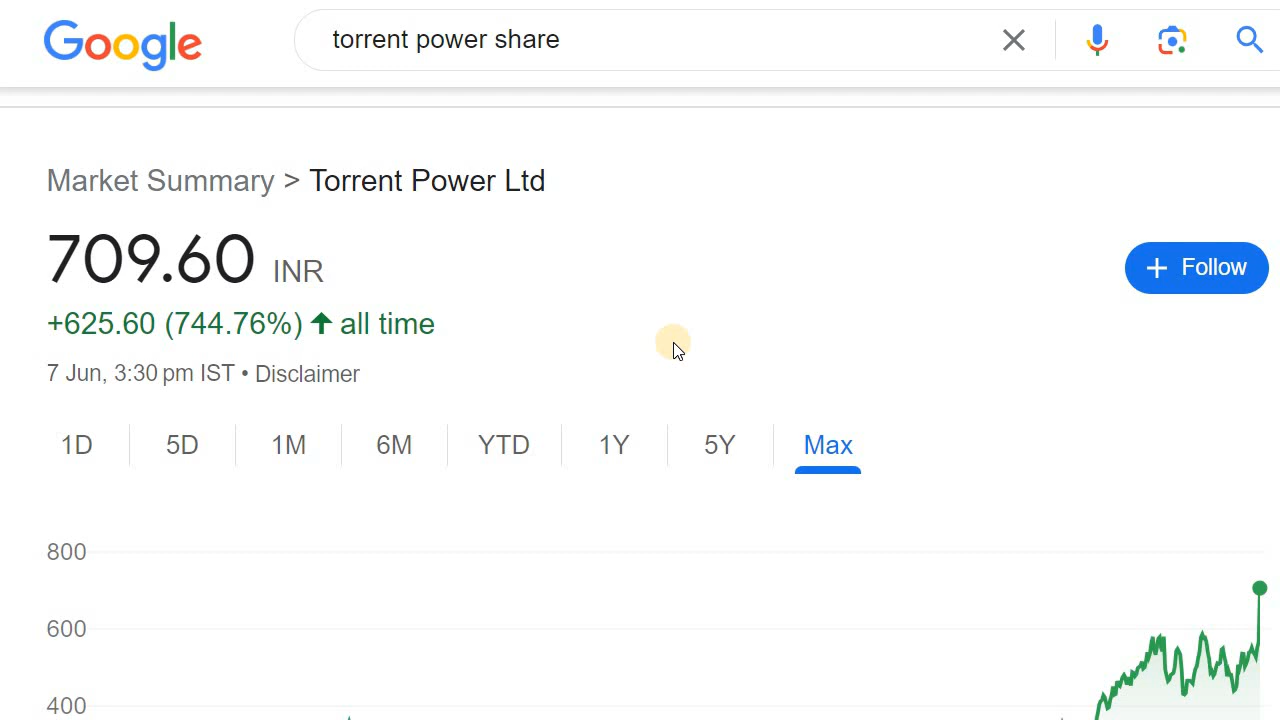 Google
torrent power share
Market Summary > Torrent Power Ltd
709.60 INR
+ Follow
+625.60 (744.76%) ↑ all time
7 Jun, 3:30 pm IST • Disclaimer
1D 5D 1M 6M YTD 1Y 5Y Max
800
600
400